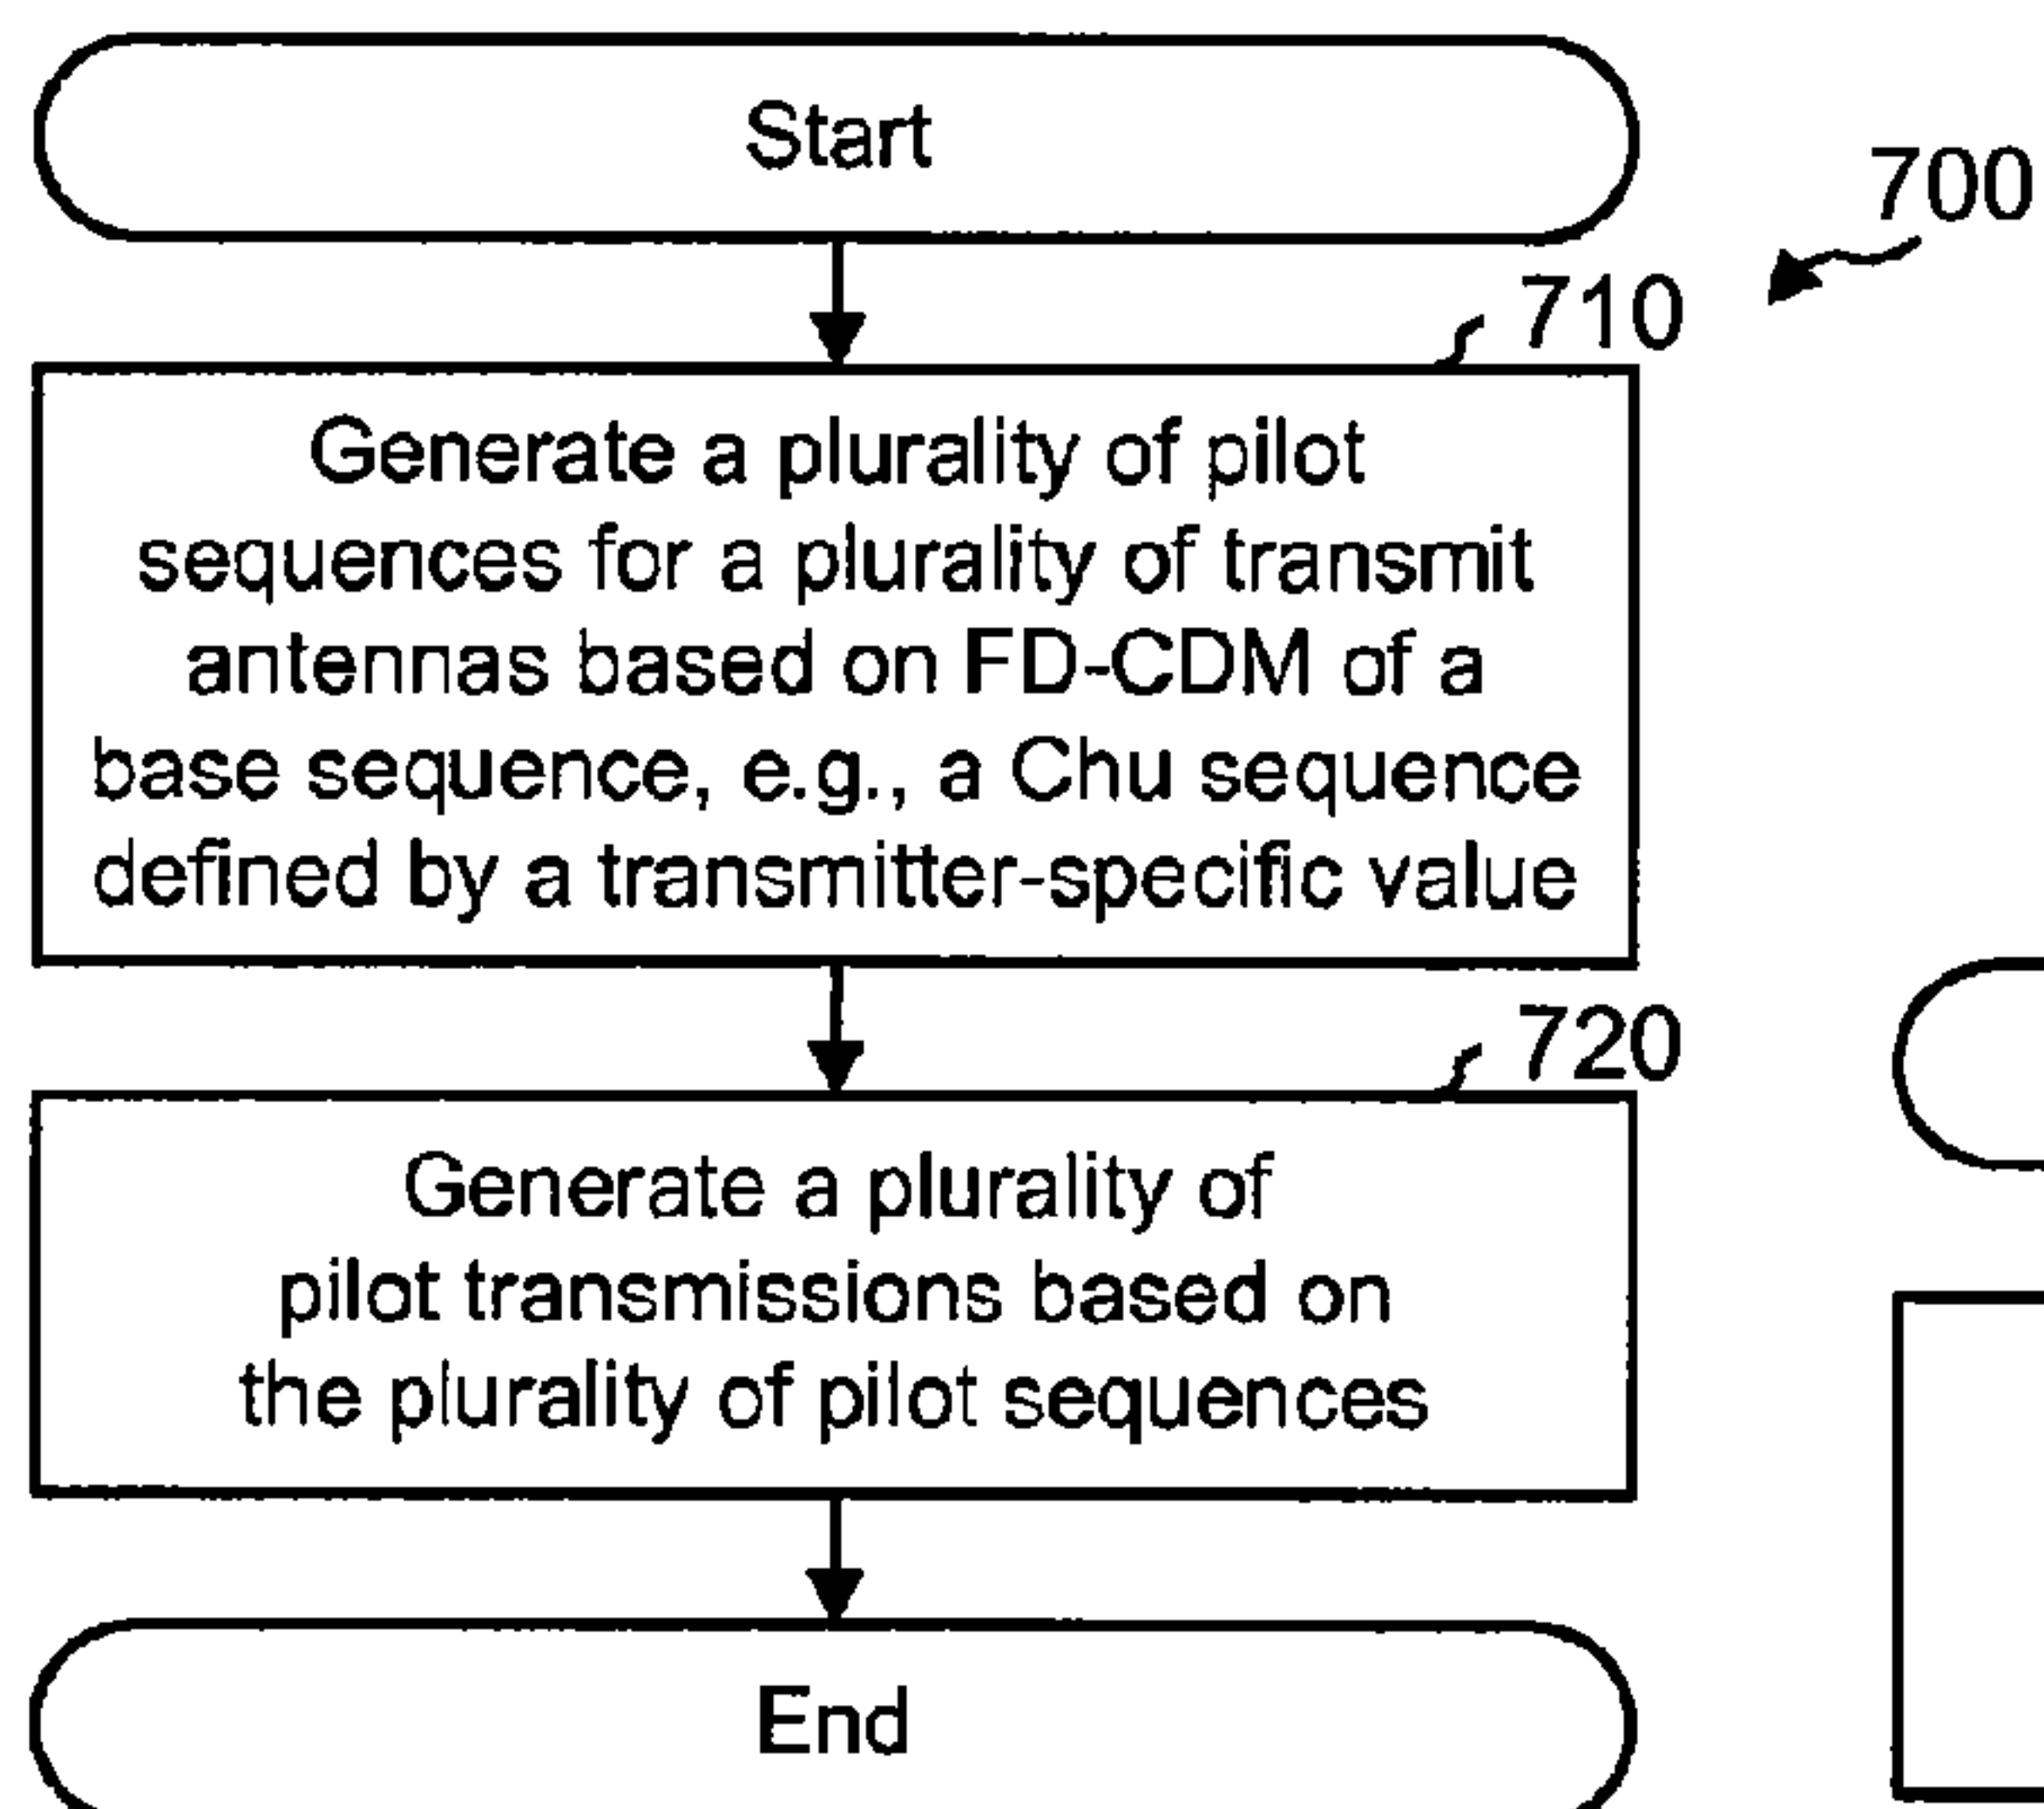 Start
700
710
Generate a plurality of pilot
sequences for a plurality of transmit
antennas based on FD-CDM of a
base sequence, e.g., a Chu sequence
defined by a transmitter-specific value
720
Generate a plurality of
pilot transmissions based on
the plurality of pilot sequences
End